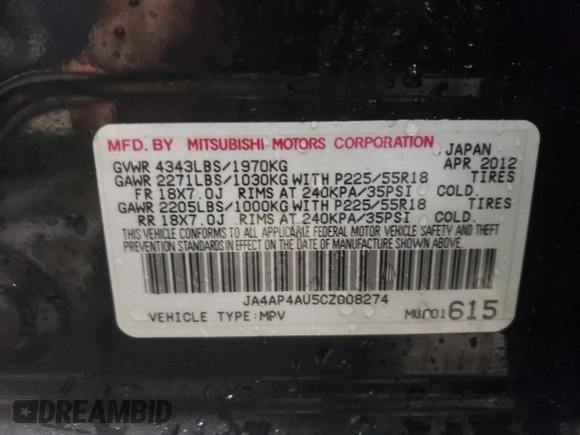 MFD. BY MITSUBISHI MOTORS CORPORATION JAPAN
GVWR 4343LBS/1970KG APR 2012
GAWR 2271LBS/1030KG WITH P225/55R18 TIRES
FR 18X7.0J RIMS AT 240KPA/35PSI COLD.
GAWR 2205LBS/1000KG WITH P225/55R18 TIRES
RR 18X7.0J RIMS AT 240KPA/35PSI COLD.
THIS VEHICLE CONFORMS TO ALL APPLICABLE FEDERAL MOTOR VEHICLE SAFETY AND THEFT
PREVENTION STANDARDS IN EFFECT ON THE DATE OF MANUFACTURE SHOWN ABOVE.
JA4AP4AU5CZ008274
VEHICLE TYPE:MPV 615
DREAMBID